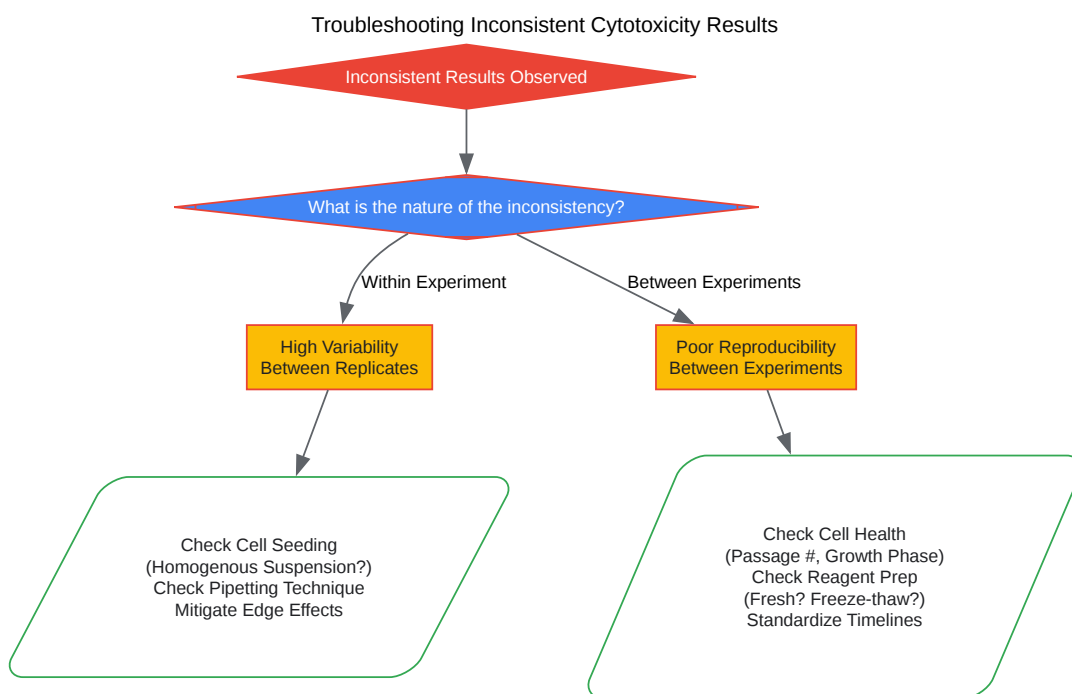 Troubleshooting Inconsistent Cytotoxicity Results
Inconsistent Results Observed
What is the nature of the inconsistency?
Within Experiment
Between Experiments
High Variability
Between Replicates
Poor Reproducibility
Between Experiments
Check Cell Seeding
(Homogenous Suspension?)
Check Pipetting Technique
Mitigate Edge Effects
Check Cell Health
(Passage #, Growth Phase)
Check Reagent Prep
(Fresh? Freeze-thaw?)
Standardize Timelines